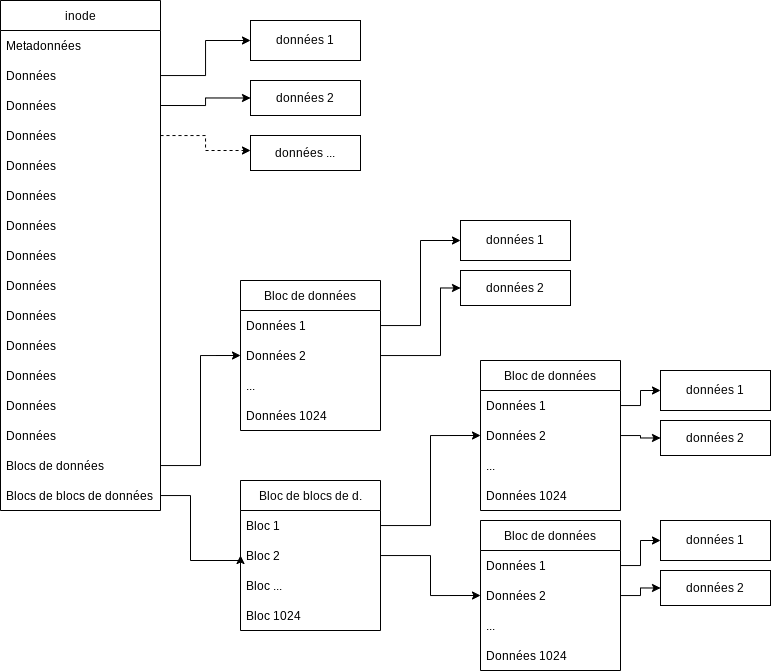 inode
Metadonnées
Données
Données
Données
Données
Données
Données
Données
Données
Données
Données
Données
Données
Données
Blocs de données
Blocs de blocs de données
données 1
données 2
données ...
Bloc de données
Données 1
Données 2
...
Données 1024
données 1
données 2
Bloc de blocs de d.
Bloc 1
Bloc 2
Bloc ...
Bloc 1024
Bloc de données
Données 1
Données 2
...
Données 1024
données 1
données 2
Bloc de données
Données 1
Données 2
...
Données 1024
données 1
données 2